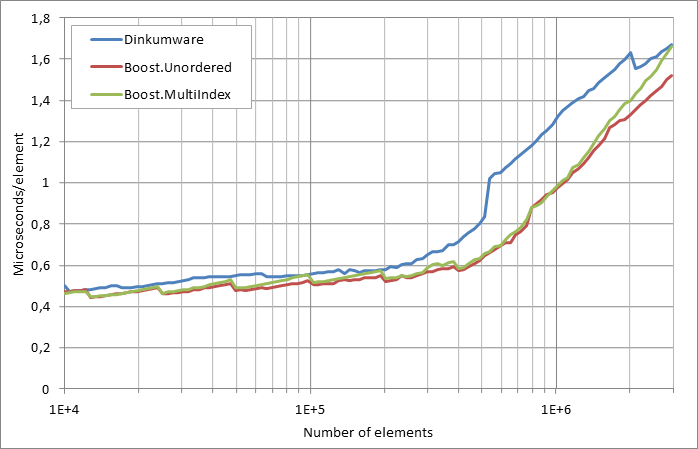 1,8
1,6
1,4
1,2
1
0,8
0,6
0,4
0,2
0
Microseconds/element
Dinkumware
Boost.Unordered
Boost.MultiIndex
1E+4
1E+5
1E+6
Number of elements